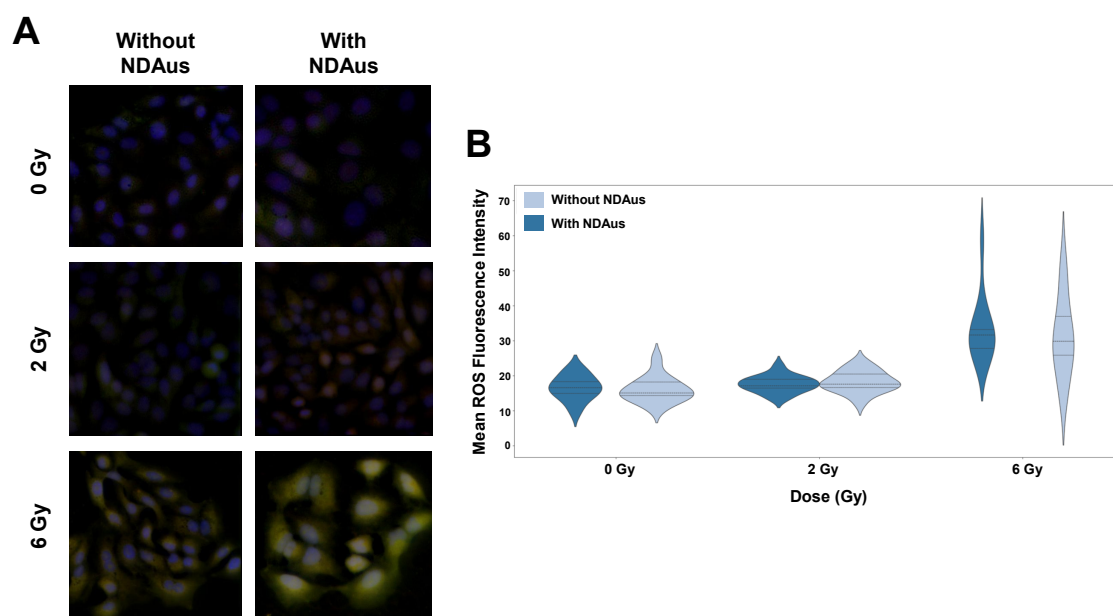 A
Without
NDAus
With
NDAus
0 Gy
2 Gy
6 Gy
B
Without NDAus
With NDAus
Mean ROS Fluorescence Intensity
70
60
50
40
30
20
10
0
0 Gy
2 Gy
6 Gy
Dose (Gy)